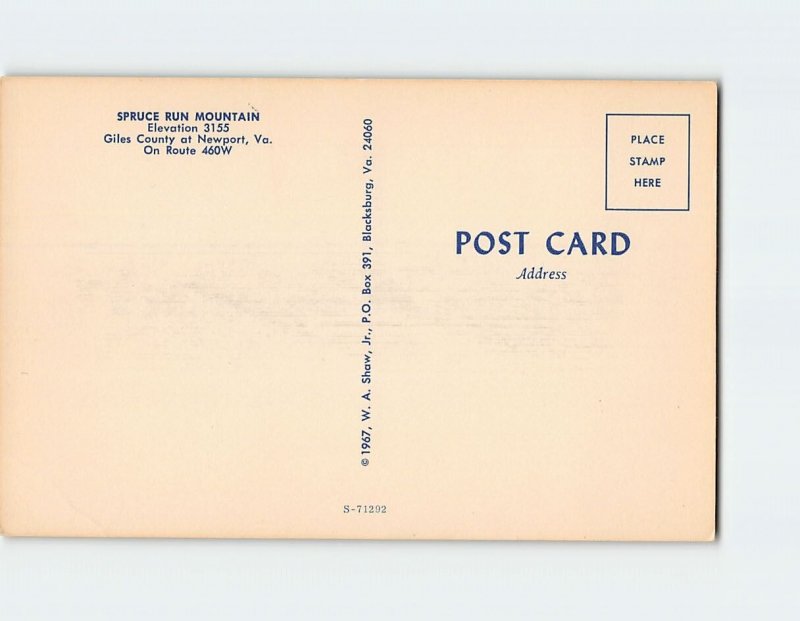 SPRUCE RUN MOUNTAIN
Elevation 3155
Giles County at Newport, Va.
On Route 460W
© 1967, W. A. Shaw, Jr., P.O. Box 391, Blacksburg, Va. 24060
PLACE
STAMP
HERE
POST CARD
Address
S-71292